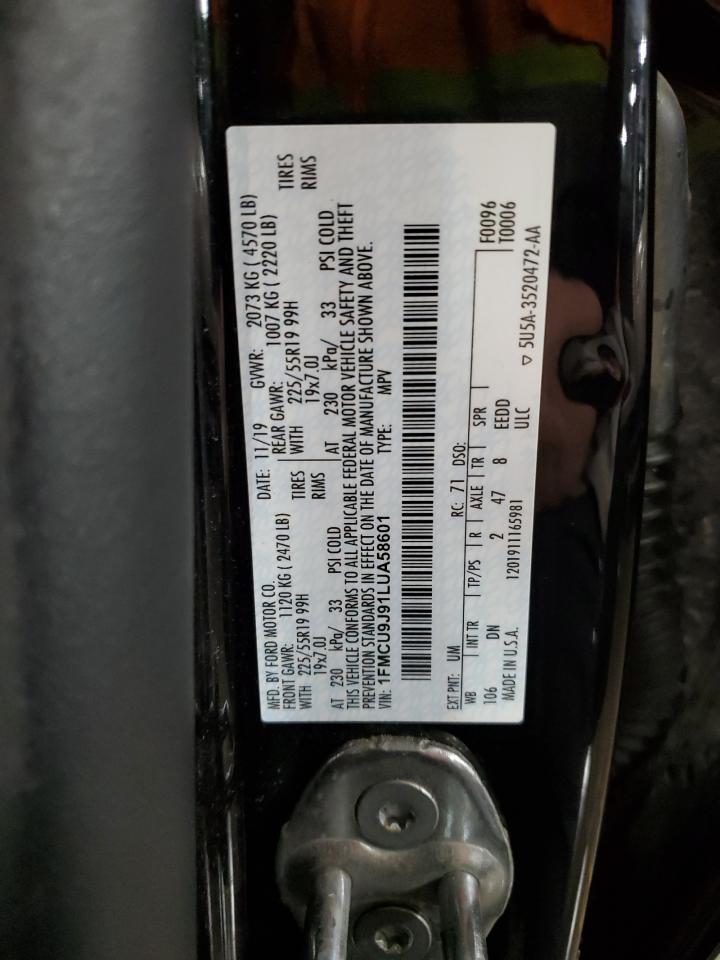 MFD. BY FORD MOTOR CO.
DATE: 11/19 GVWR: 2073 KG ( 4570 LB)
FRONT GAWR: 1120 KG ( 2470 LB)
REAR GAWR: 1007 KG ( 2220 LB)
WITH 225/55R19 99H TIRES
WITH 225/55R19 99H TIRES
19x7.0J RIMS
19x7.0J RIMS
AT 230 kPa/ 33 PSI COLD
AT 230 kPa/ 33 PSI COLD
THIS VEHICLE CONFORMS TO ALL APPLICABLE FEDERAL MOTOR VEHICLE SAFETY AND THEFT
PREVENTION STANDARDS IN EFFECT ON THE DATE OF MANUFACTURE SHOWN ABOVE.
VIN: 1FMCU9J91LUA58601 TYPE: MPV
EXT PNT: UM RC: 71 DSO:
F0096
WB INT TR TP/PS R AXLE TR SPR
T0006
106 DN 2 47 8 EEDD
MADE IN U.S.A. 1201911165981 ULC ▽ 5U5A-3520472-AA